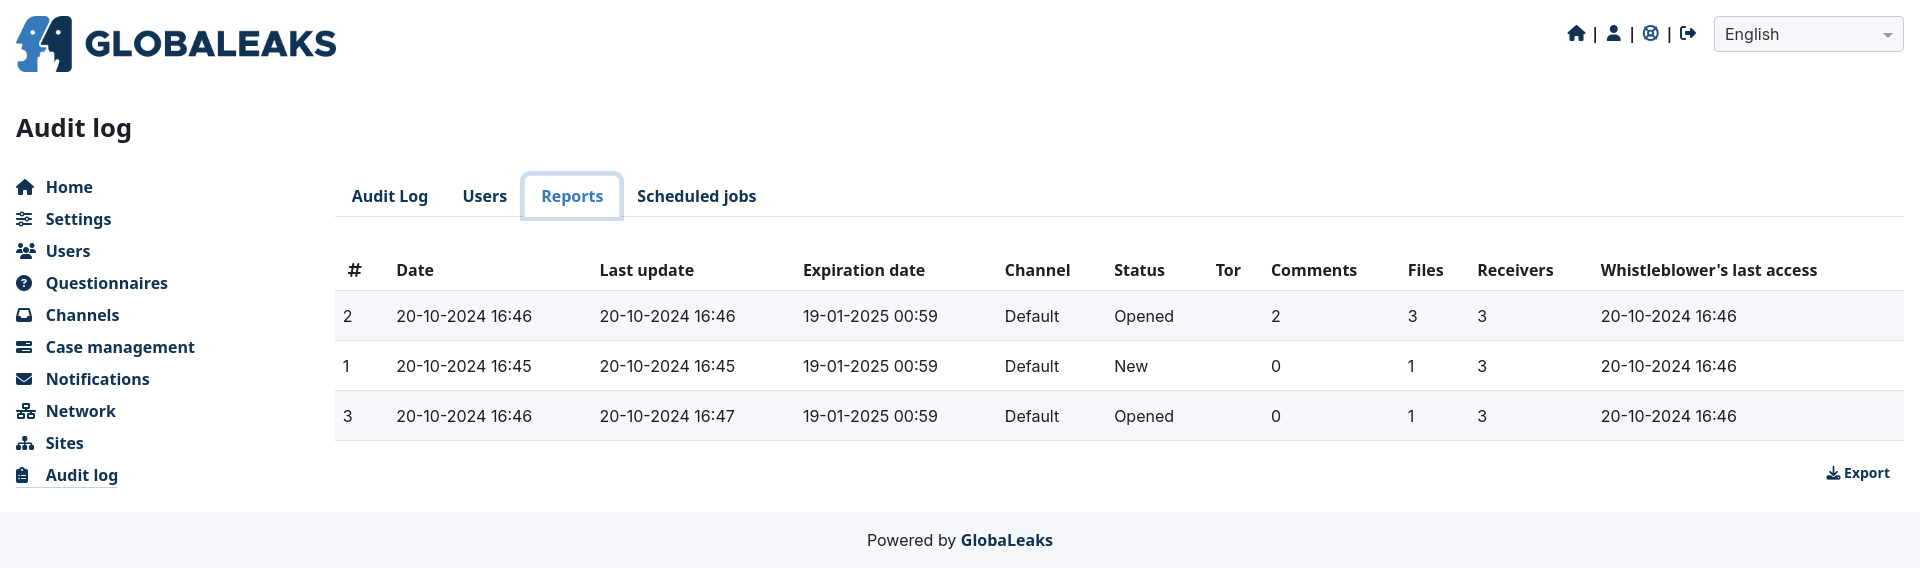 GLOBALEAKS
| | | English
Audit log
Home
Settings
Users
Questionnaires
Channels
Case management
Notifications
Network
Sites
Audit log
Audit Log Users Reports Scheduled jobs
# Date Last update Expiration date Channel Status Tor Comments Files Receivers Whistleblower's last access
2 20-10-2024 16:46 20-10-2024 16:46 19-01-2025 00:59 Default Opened 2 3 3 20-10-2024 16:46
1 20-10-2024 16:45 20-10-2024 16:45 19-01-2025 00:59 Default New 0 1 3 20-10-2024 16:46
3 20-10-2024 16:46 20-10-2024 16:47 19-01-2025 00:59 Default Opened 0 1 3 20-10-2024 16:46
Export
Powered by GlobaLeaks